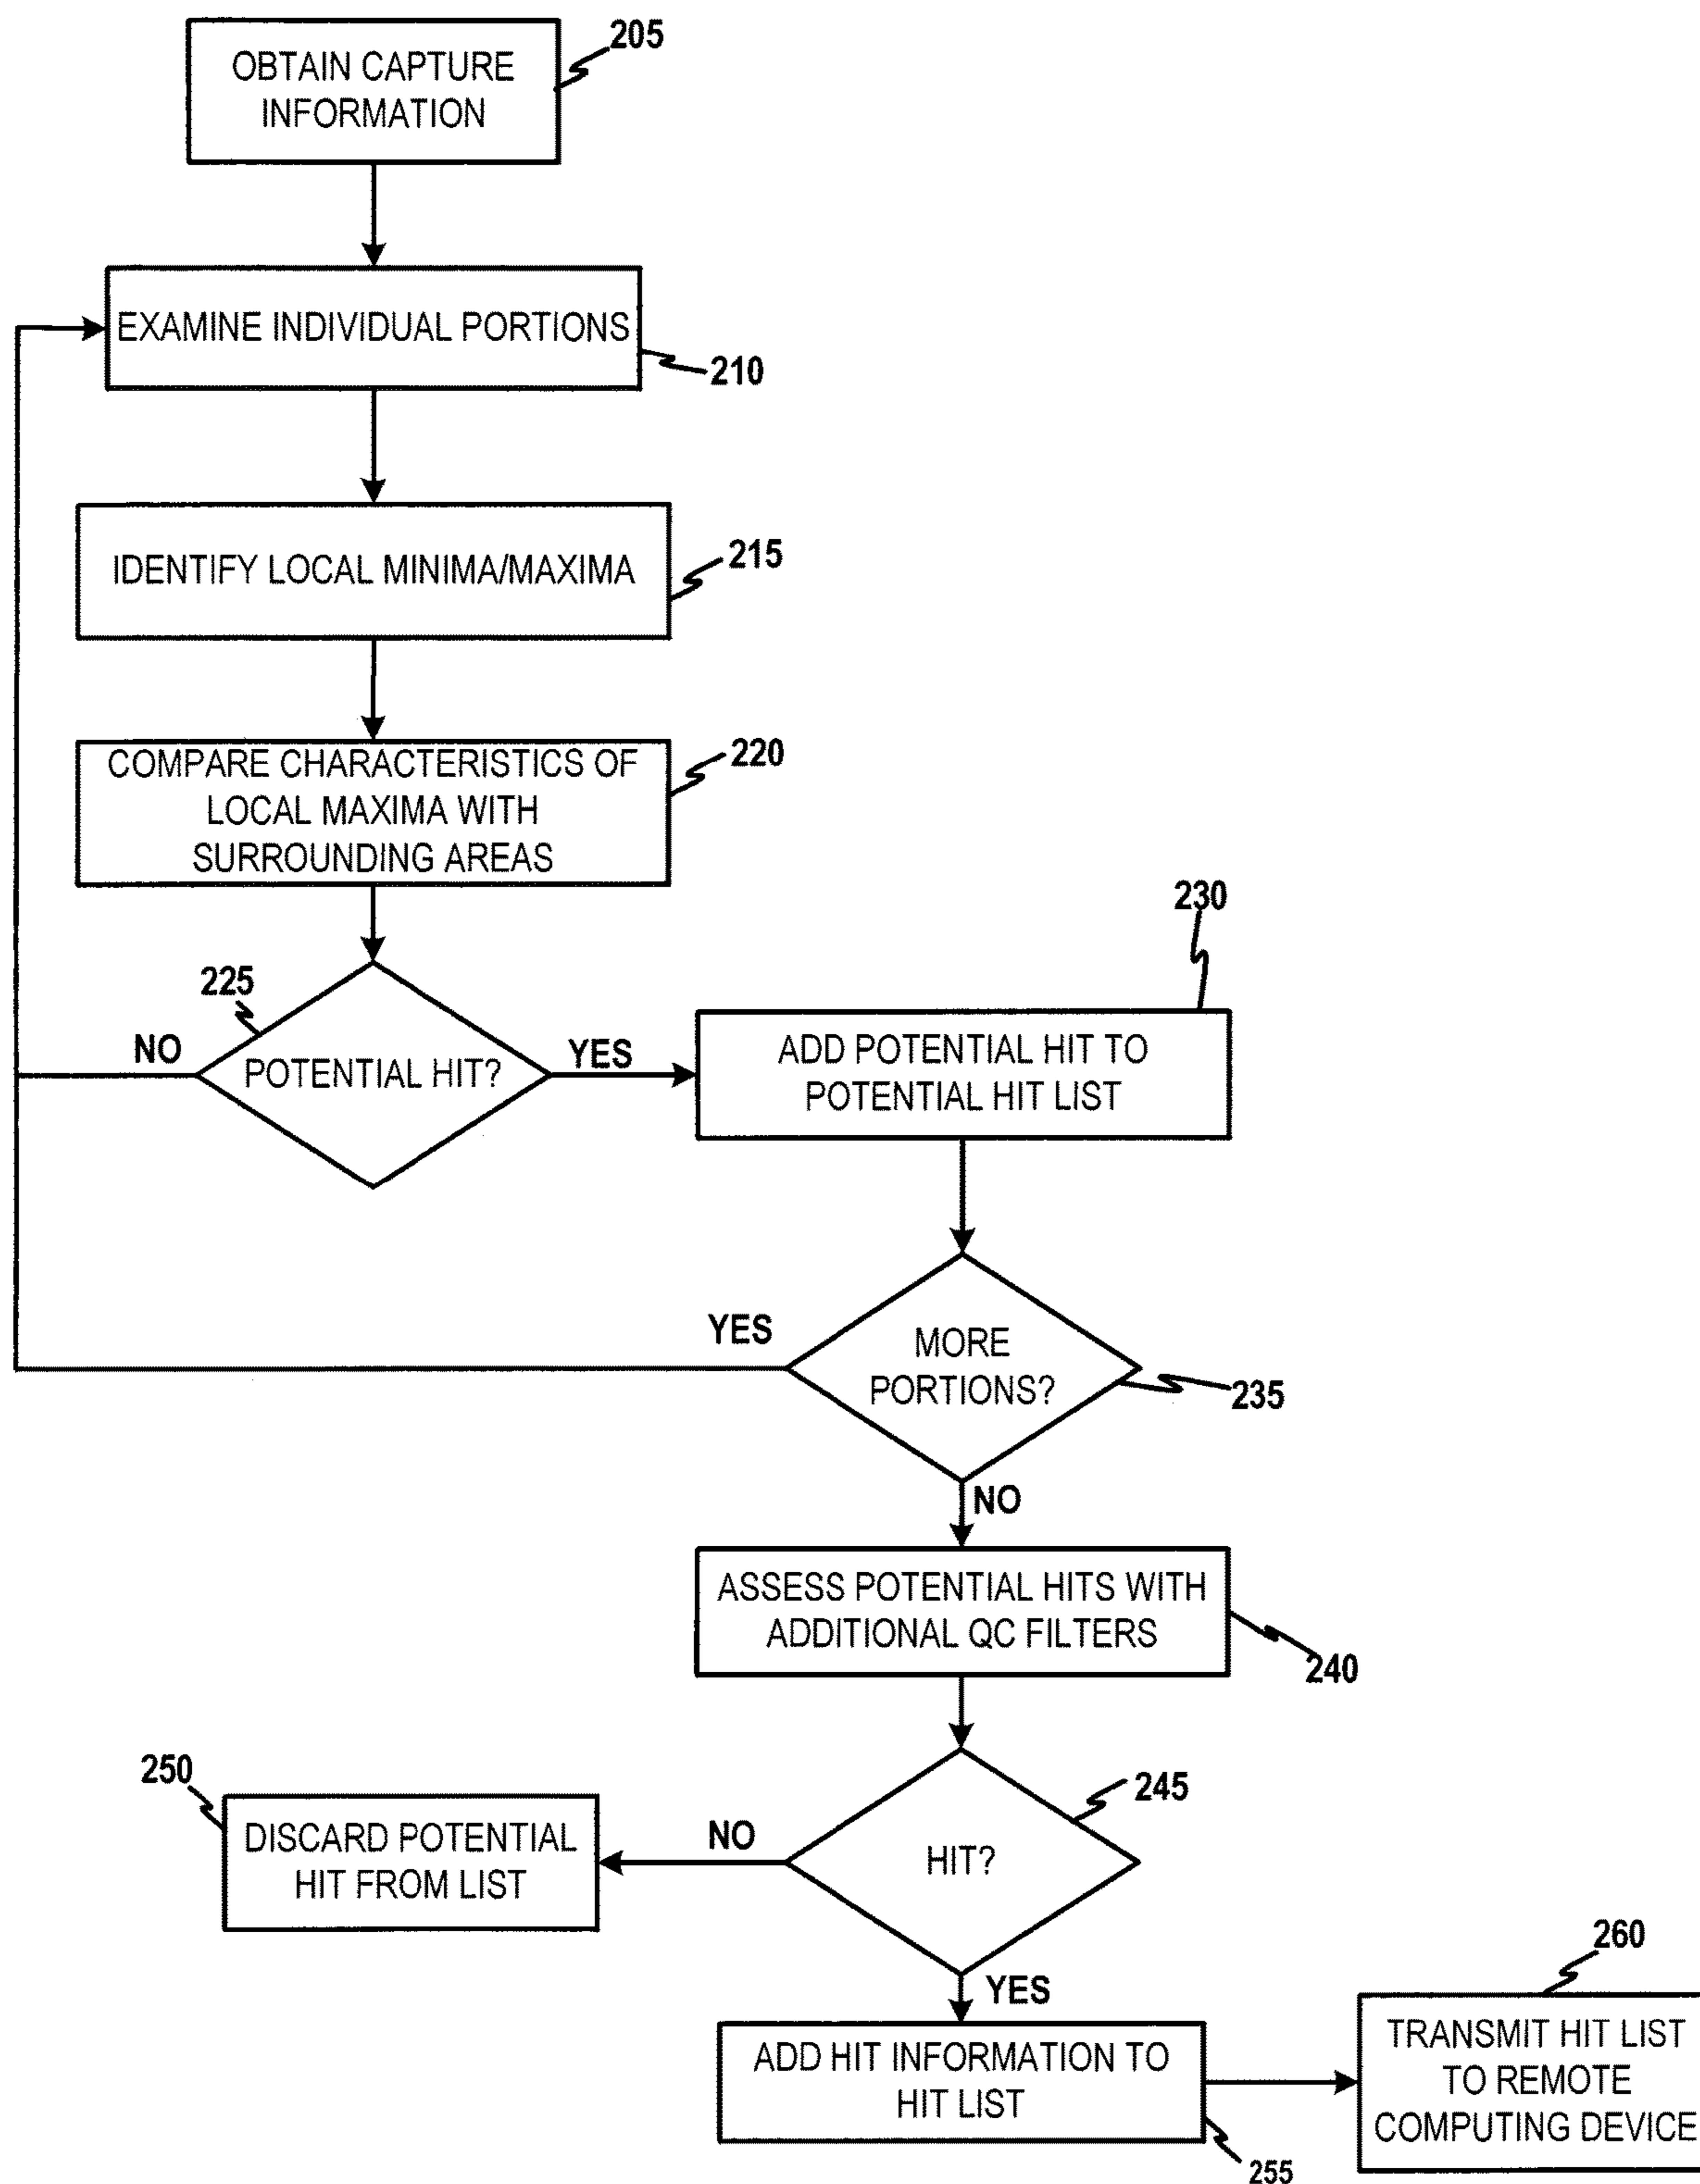 OBTAIN CAPTURE
INFORMATION
205
EXAMINE INDIVIDUAL PORTIONS
210
IDENTIFY LOCAL MINIMA/MAXIMA
215
COMPARE CHARACTERISTICS OF
LOCAL MAXIMA WITH
SURROUNDING AREAS
220
225
NO
POTENTIAL HIT?
YES
230
ADD POTENTIAL HIT TO
POTENTIAL HIT LIST
YES
MORE
PORTIONS?
235
NO
ASSESS POTENTIAL HITS WITH
ADDITIONAL QC FILTERS
240
245
HIT?
NO
250
DISCARD POTENTIAL
HIT FROM LIST
YES
ADD HIT INFORMATION TO
HIT LIST
255
260
TRANSMIT HIT LIST
TO REMOTE
COMPUTING DEVICE